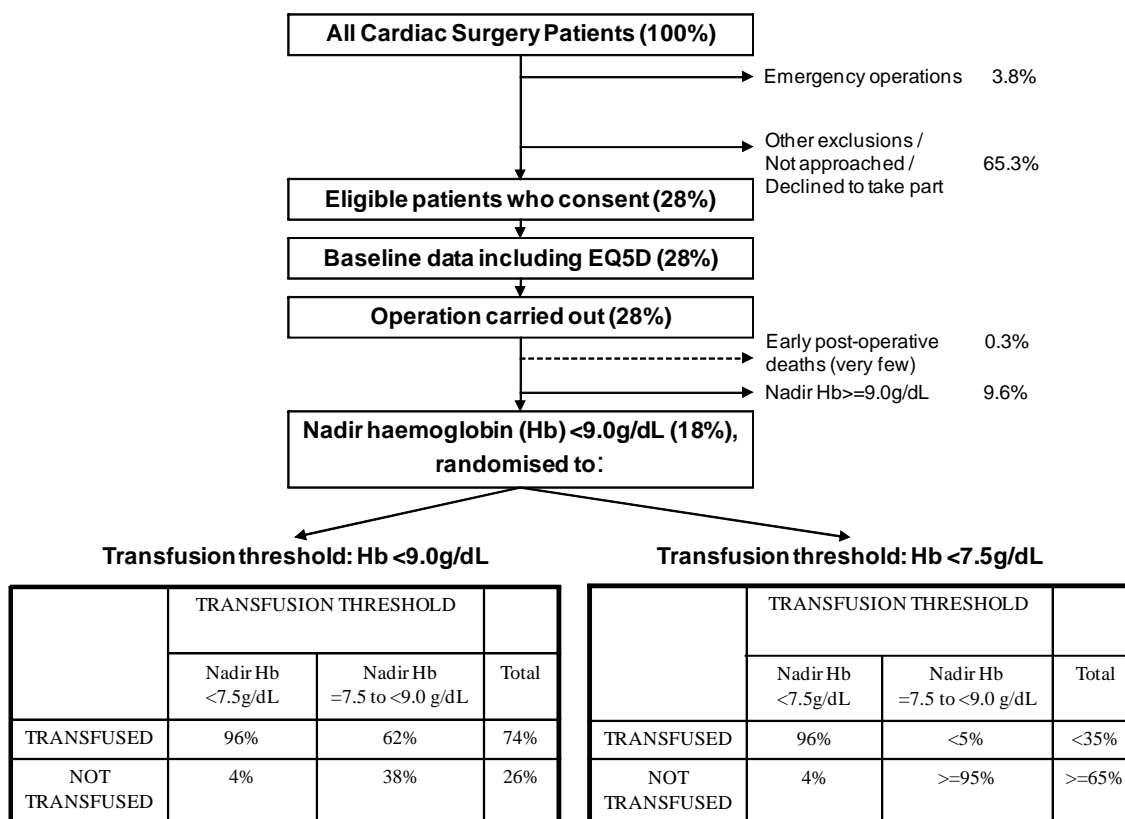 All Cardiac Surgery Patients (100%)
Emergency operations 3.8%
Other exclusions /
Not approached / 65.3%
Declined to take part
Eligible patients who consent (28%)
Baseline data including EQ5D (28%)
Operation carried out (28%)
Early post-operative 0.3%
deaths (very few)
Nadir Hb>=9.0g/dL 9.6%
Nadir haemoglobin (Hb) <9.0g/dL (18%),
randomised to:
Transfusion threshold: Hb <9.0g/dL
TRANSFUSION THRESHOLD
Nadir Hb Nadir Hb Total
<7.5g/dL =7.5 to <9.0 g/dL
TRANSFUSED 96% 62% 74%
NOT 4% 38% 26%
TRANSFUSED
Transfusion threshold: Hb <7.5g/dL
TRANSFUSION THRESHOLD
Nadir Hb Nadir Hb Total
<7.5g/dL =7.5 to <9.0 g/dL
TRANSFUSED 96% <5% <35%
NOT 4% >=95% >=65%
TRANSFUSED